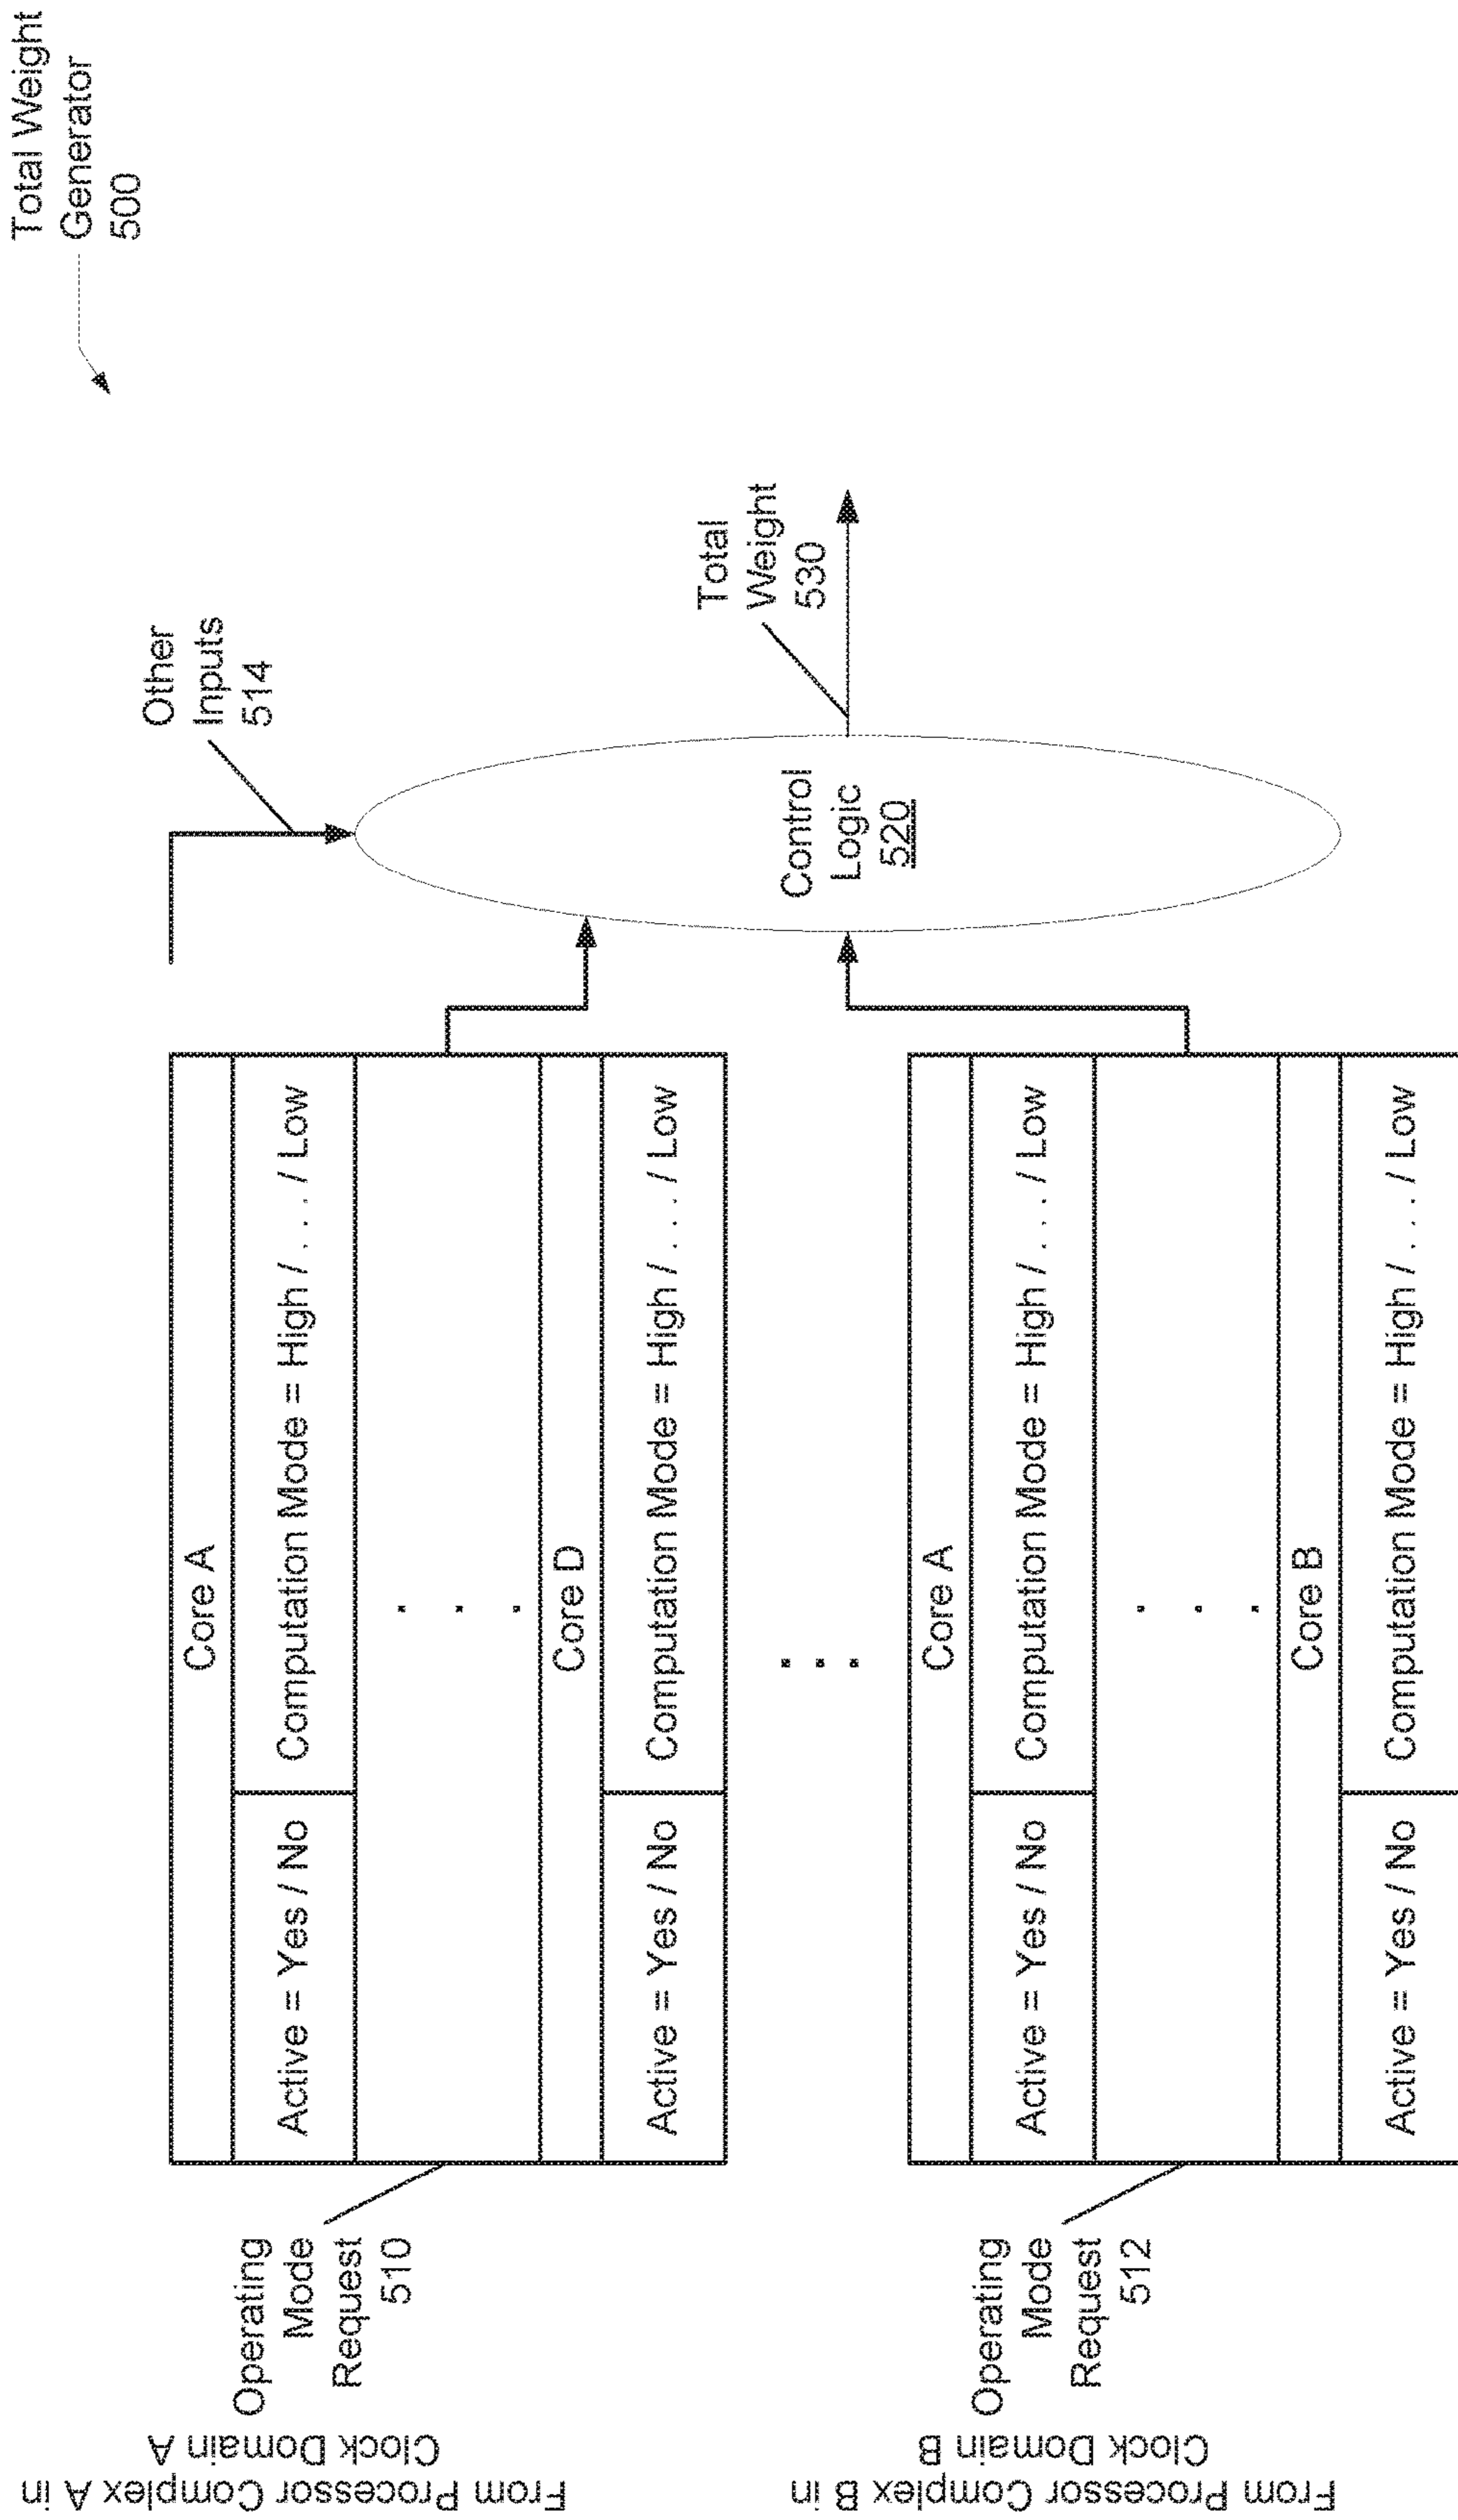 Total Weight
Generator
500
Other
Inputs
514
From Processor Complex A in
Clock Domain A
Operating
Mode
Request
510
Core A
Active = Yes / No
Computation Mode = High / . . . / Low
. . .
Core D
Active = Yes / No
Computation Mode = High / . . . / Low
. . .
Control
Logic
520
Total
Weight
530
From Processor Complex B in
Clock Domain B
Operating
Mode
Request
512
Core A
Active = Yes / No
Computation Mode = High / . . . / Low
. . .
Core B
Active = Yes / No
Computation Mode = High / . . . / Low